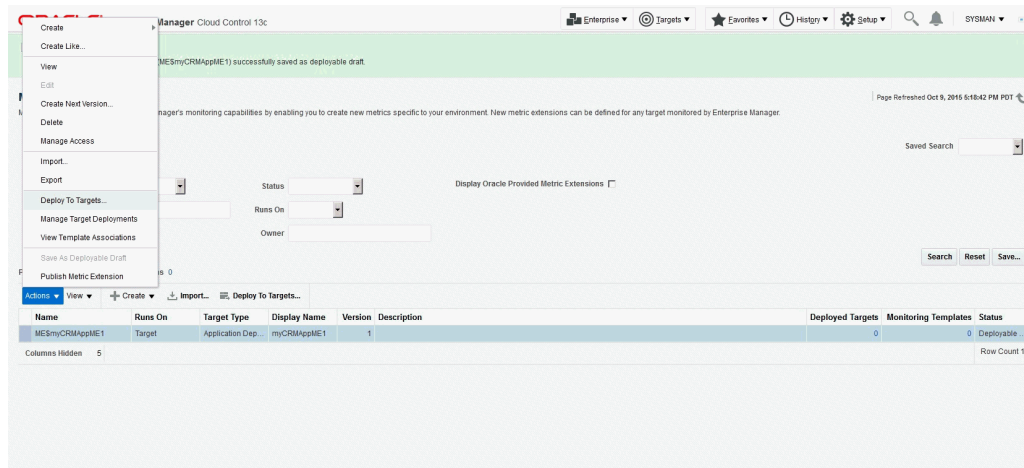 Manager Cloud Control 13c
Enterprise Targets Favorites History Setup SYSMAN
(ME$myCRMAppME1) successfully saved as deployable draft.
Create
Create Like...
View
Edit
Create Next Version...
Delete
Manage Access
Import...
Export
Deploy To Targets...
Manage Target Deployments
View Template Associations
Save As Deployable Draft
Publish Metric Extension
Page Refreshed Oct 9, 2015 5:18:42 PM PDT
nager's monitoring capabilities by enabling you to create new metrics specific to your environment. New metric extensions can be defined for any target monitored by Enterprise Manager.
Saved Search
Status
Display Oracle Provided Metric Extensions
Runs On
Owner
Search Reset Save...
ns 0
Actions View Create Import... Deploy To Targets...
Name Runs On Target Type Display Name Version Description Deployed Targets Monitoring Templates Status
ME$myCRMAppME1 Target Application Dep... myCRMAppME1 1 0 0 Deployable ...
Columns Hidden 5 Row Count 1